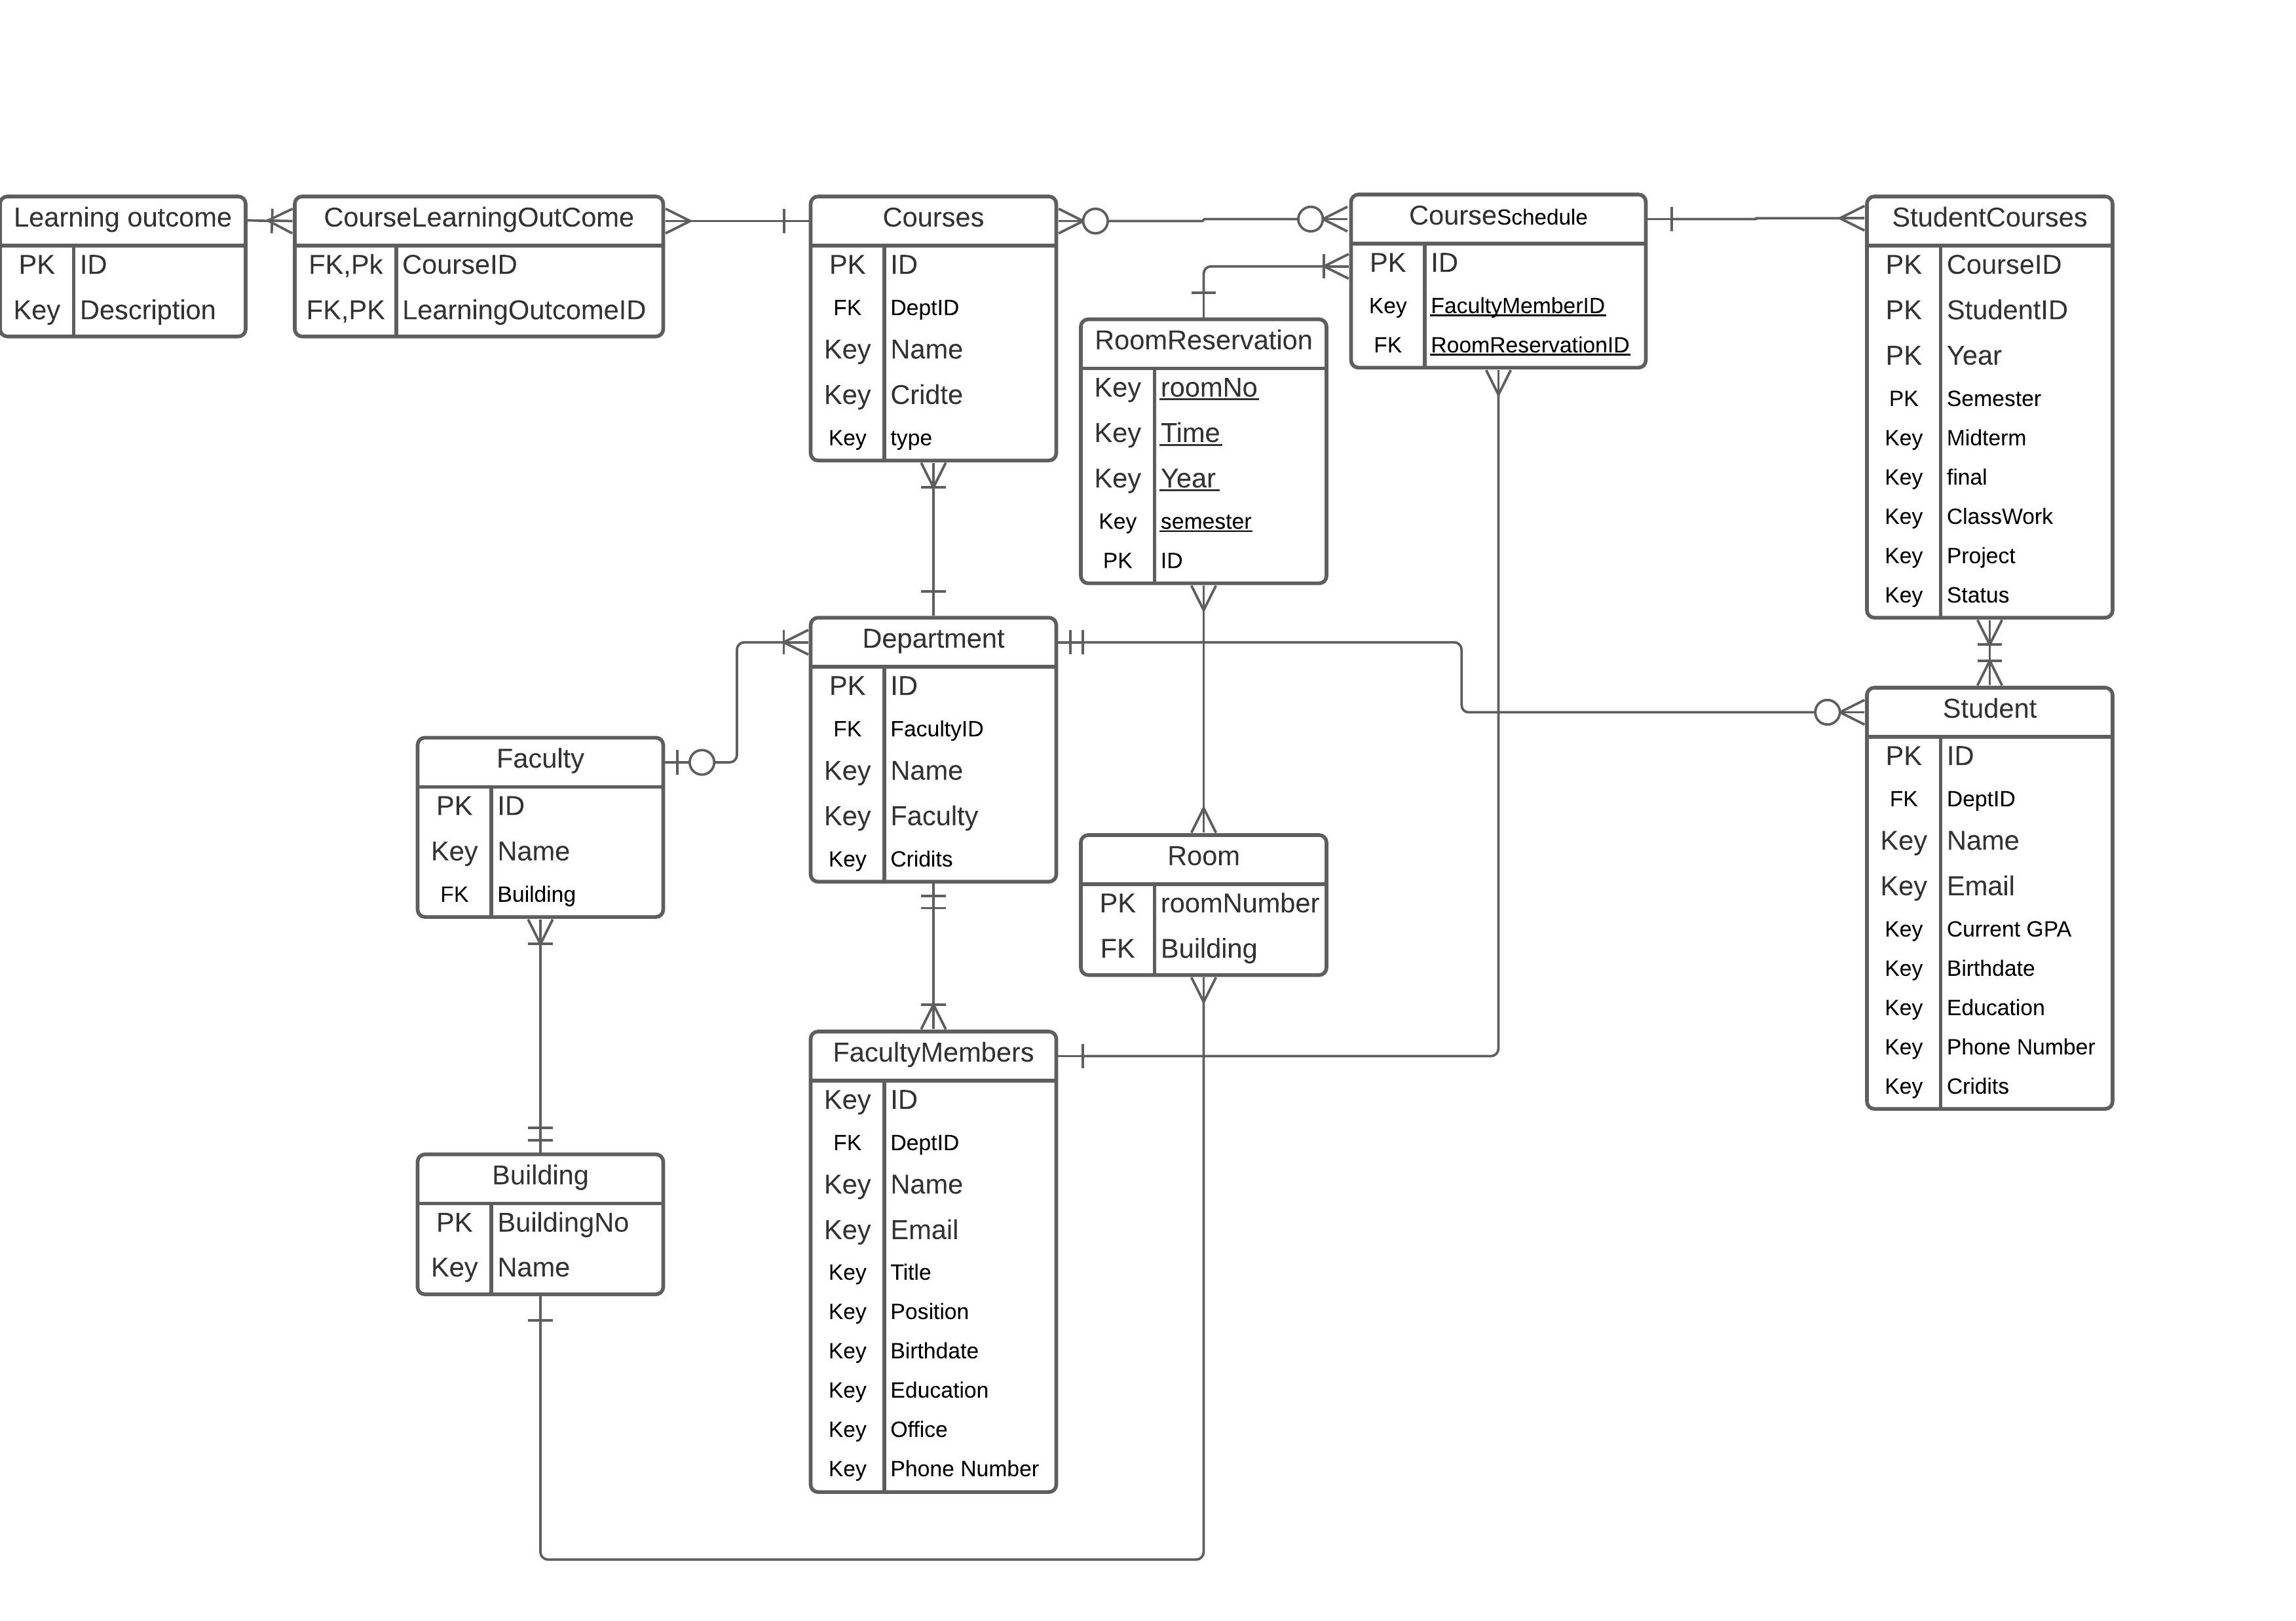 Learning outcome
PK ID
Key Description
CourseLearningOutCome
FK,Pk CourseID
FK,PK LearningOutcomeID
Courses
PK ID
FK DeptID
Key Name
Key Cridte
Key type
CourseSchedule
PK ID
Key FacultyMemberID
FK RoomReservationID
StudentCourses
PK CourseID
PK StudentID
PK Year
PK Semester
Key Midterm
Key final
Key ClassWork
Key Project
Key Status
RoomReservation
Key roomNo
Key Time
Key Year
Key semester
PK ID
Department
PK ID
FK FacultyID
Key Name
Key Faculty
Key Cridits
Student
PK ID
FK DeptID
Key Name
Key Email
Key Current GPA
Key Birthdate
Key Education
Key Phone Number
Key Cridits
Faculty
PK ID
Key Name
FK Building
Room
PK roomNumber
FK Building
FacultyMembers
Key ID
FK DeptID
Key Name
Key Email
Key Title
Key Position
Key Birthdate
Key Education
Key Office
Key Phone Number
Building
PK BuildingNo
Key Name